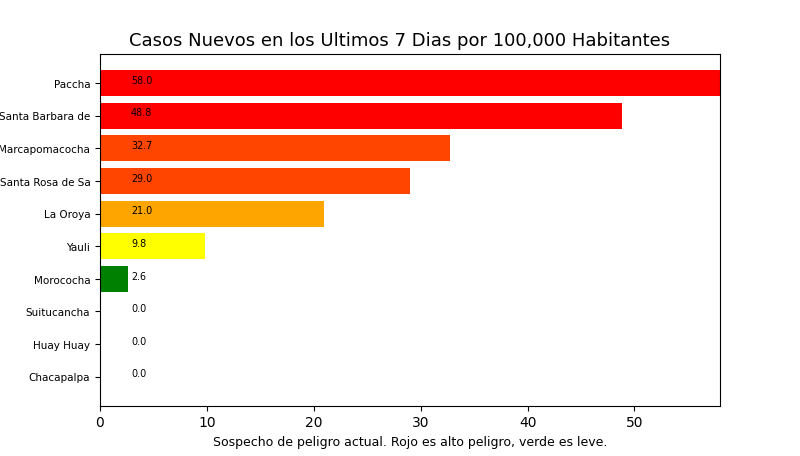 Casos Nuevos en los Ultimos 7 Dias por 100,000 Habitantes
Paccha 58.0
Santa Barbara de 48.8
Marcapomacocha 32.7
Santa Rosa de Sa 29.0
La Oroya 21.0
Yauli 9.8
Morococha 2.6
Suitucancha 0.0
Huay Huay 0.0
Chacapalpa 0.0
0 10 20 30 40 50
Sospecho de peligro actual. Rojo es alto peligro, verde es leve.